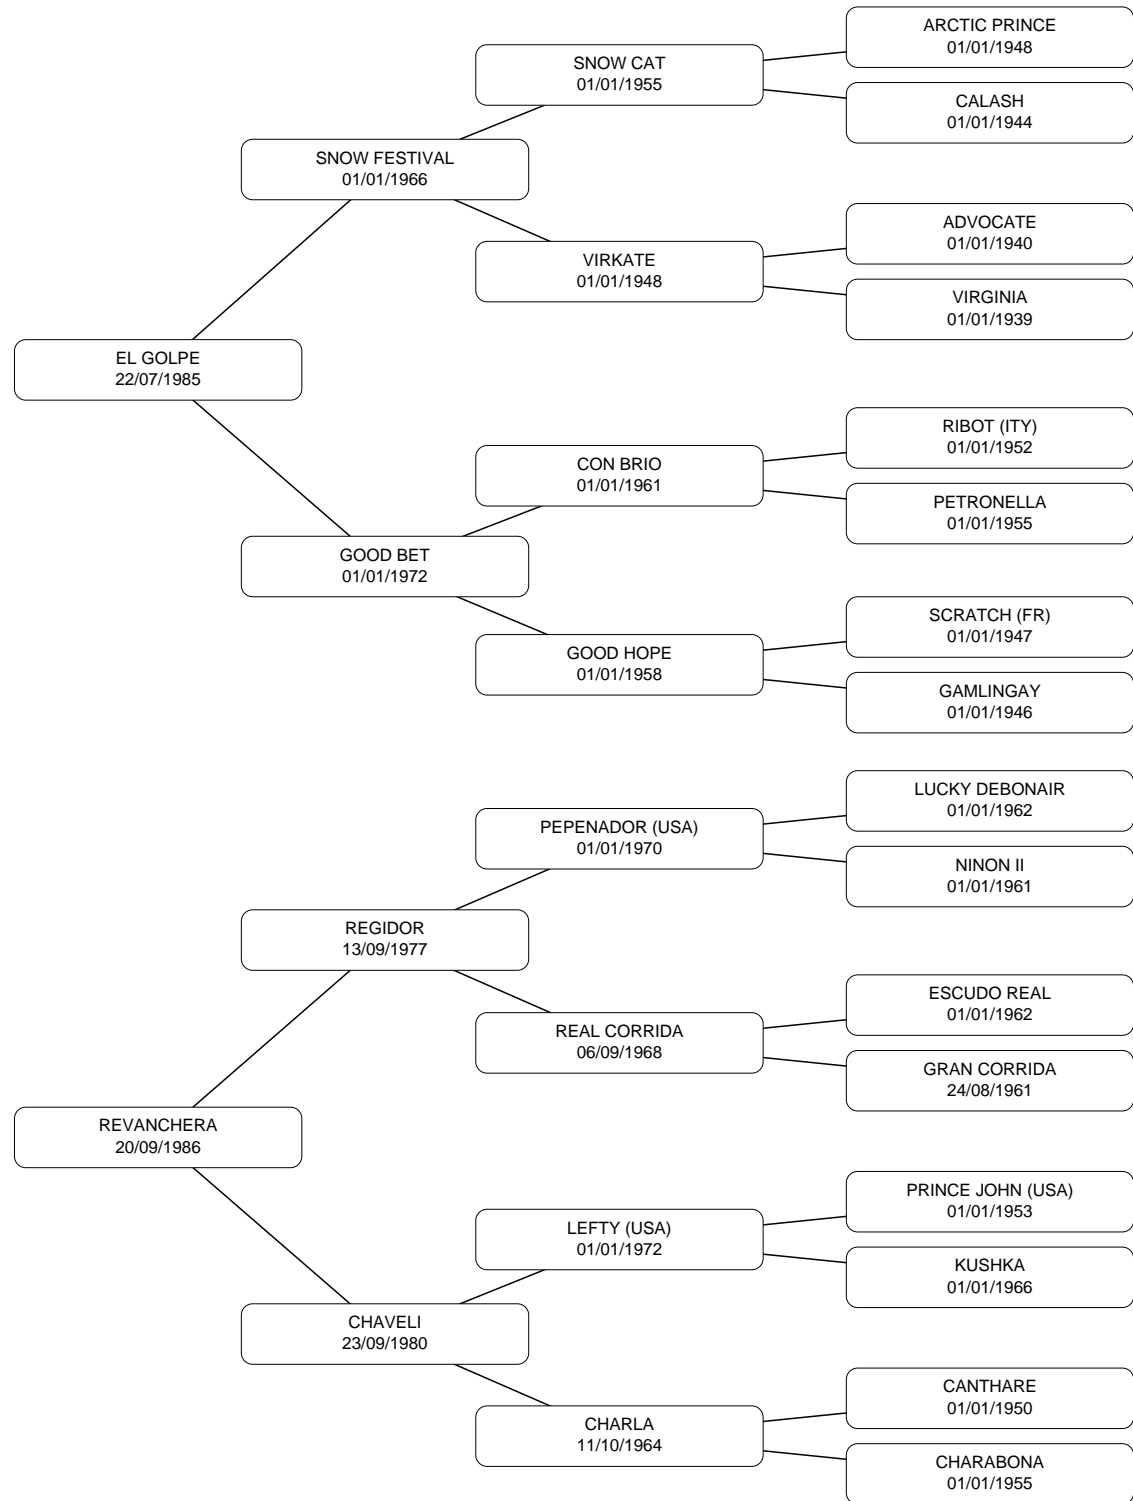 ARCTIC PRINCE
01/01/1948
SNOW CAT
01/01/1955
CALASH
01/01/1944
SNOW FESTIVAL
01/01/1966
ADVOCATE
01/01/1940
VIRKATE
01/01/1948
VIRGINIA
01/01/1939
EL GOLPE
22/07/1985
RIBOT (ITY)
01/01/1952
CON BRIO
01/01/1961
PETRONELLA
01/01/1955
GOOD BET
01/01/1972
SCRATCH (FR)
01/01/1947
GOOD HOPE
01/01/1958
GAMLINGAY
01/01/1946
LUCKY DEBONAIR
01/01/1962
PEPENADOR (USA)
01/01/1970
NINON II
01/01/1961
REGIDOR
13/09/1977
ESCUDO REAL
01/01/1962
REAL CORRIDA
06/09/1968
GRAN CORRIDA
24/08/1961
REVANCHERA
20/09/1986
PRINCE JOHN (USA)
01/01/1953
LEFTY (USA)
01/01/1972
KUSHKA
01/01/1966
CHAVELI
23/09/1980
CANTHARE
01/01/1950
CHARLA
11/10/1964
CHARABONA
01/01/1955